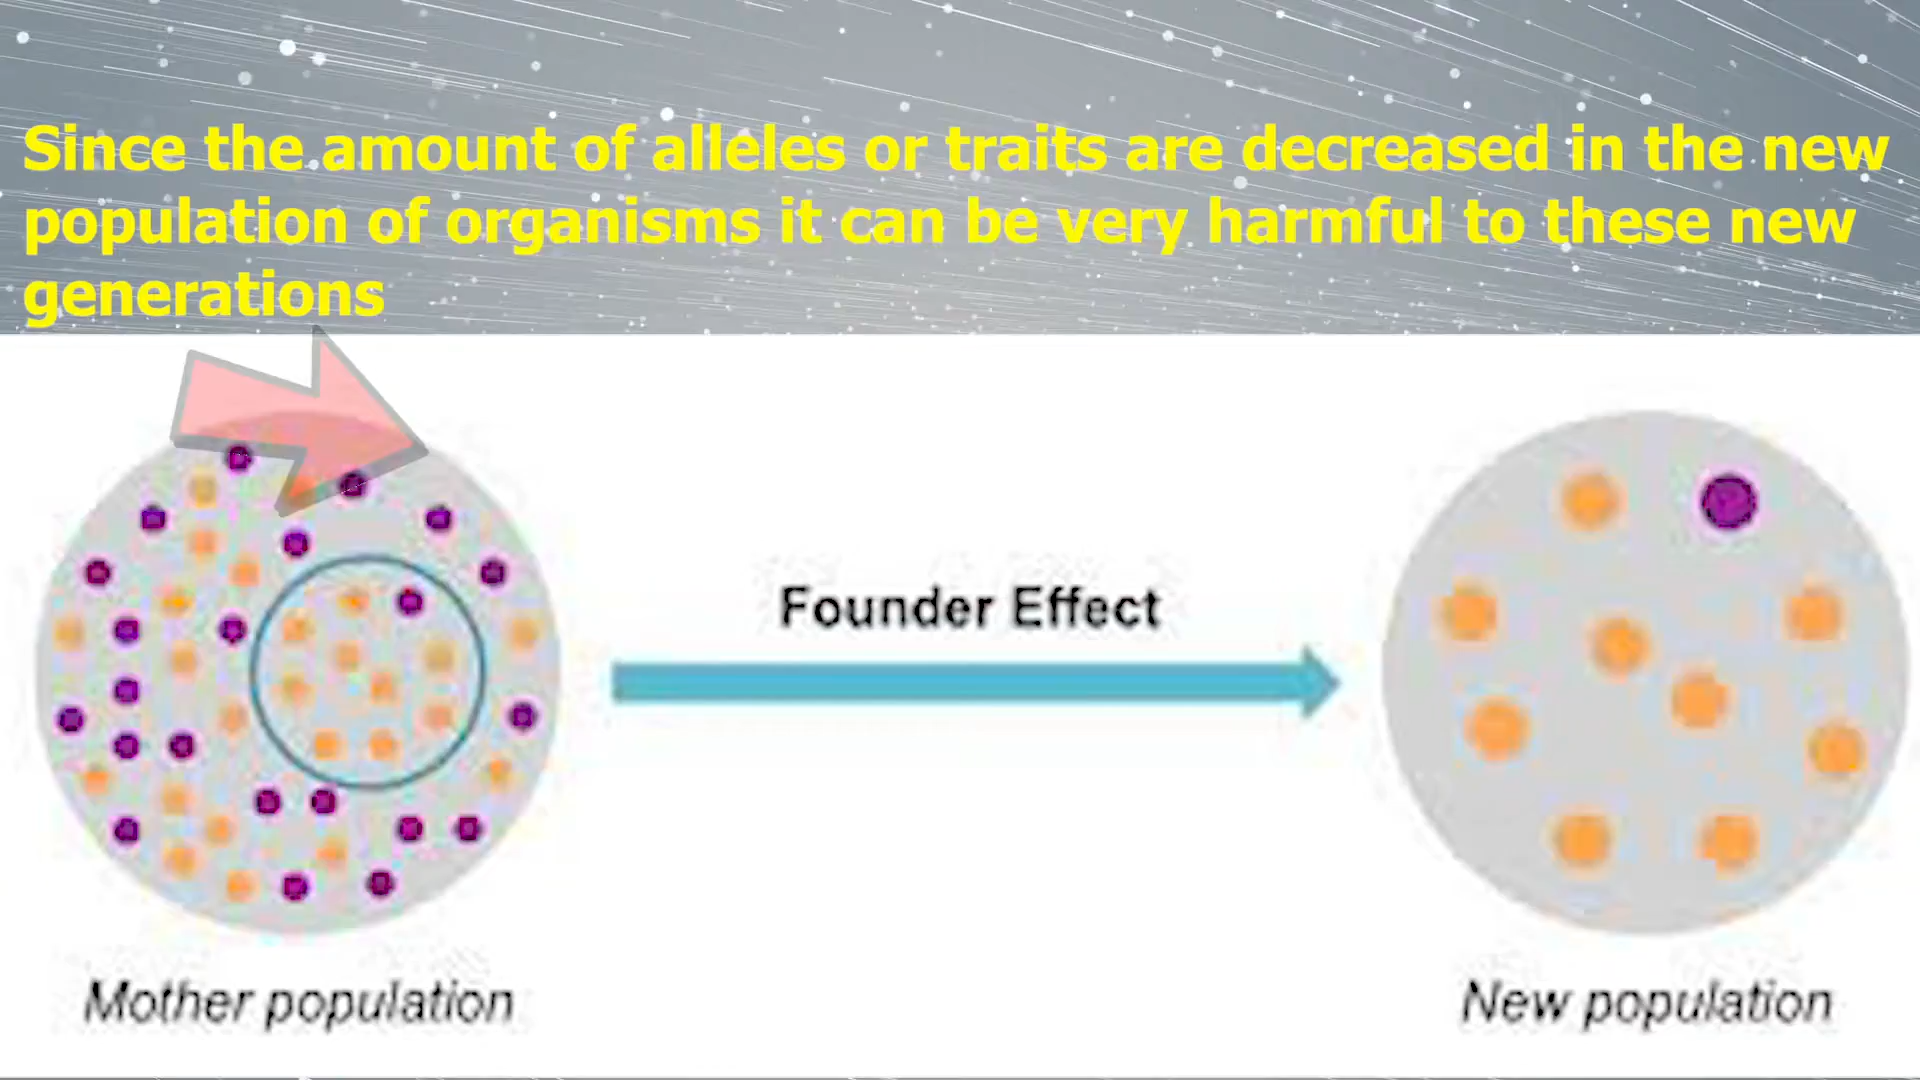 Since the amount of alleles or traits are decreased in the new
population of organisms it can be very harmful to these new
generations
Founder Effect
Mother population
New population